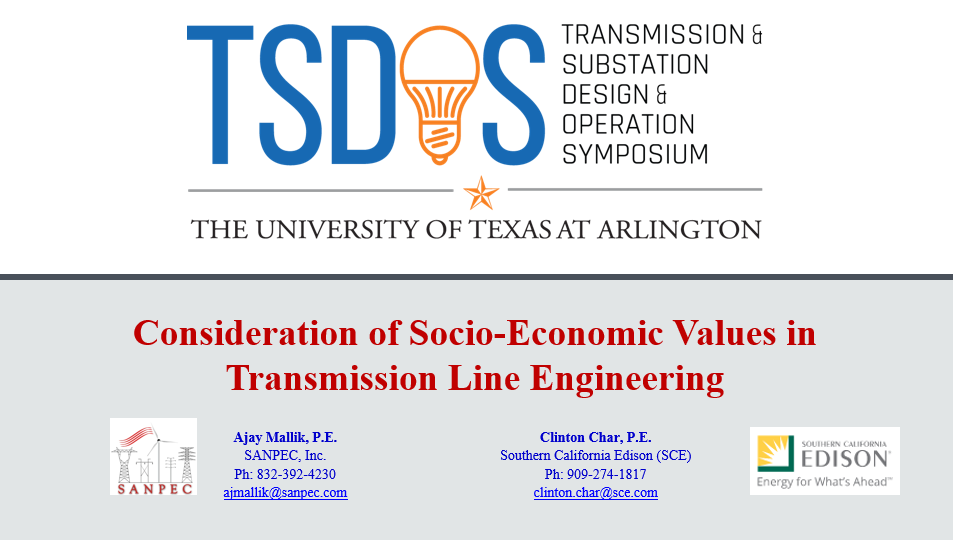 TSDOS
TRANSMISSION &
SUBSTATION
DESIGN &
OPERATION
SYMPOSIUM
THE UNIVERSITY OF TEXAS AT ARLINGTON
Consideration of Socio-Economic Values in
Transmission Line Engineering
SANPEC
Ajay Mallik, P.E.
SANPEC, Inc.
Ph: 832-392-4230
ajmallik@sanpec.com
Clinton Char, P.E.
Southern California Edison (SCE)
Ph: 909-274-1817
clinton.char@sce.com
SOUTHERN CALIFORNIA
EDISON®
Energy for What's Ahead™